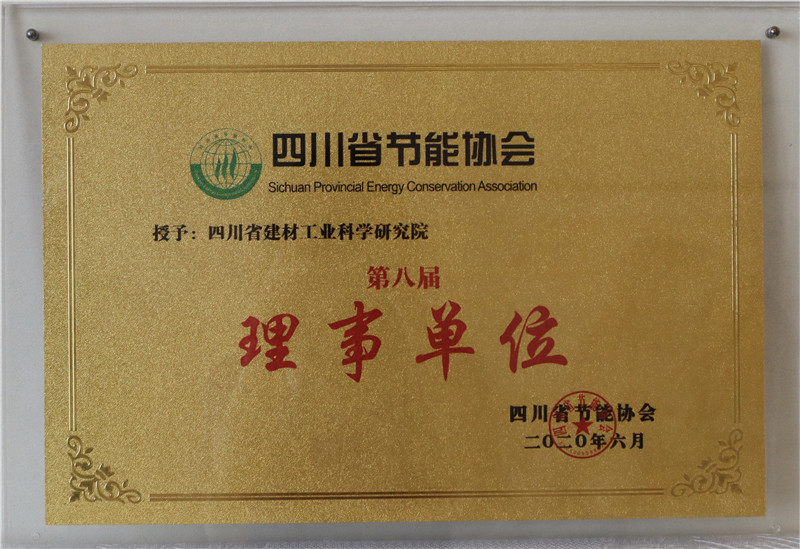 四川省节能协会
Sichuan Provincial Energy Conservation Association
授予：四川省建材工业科学研究院
第八届
理事单位
四川省节能协会
二〇二〇年六月